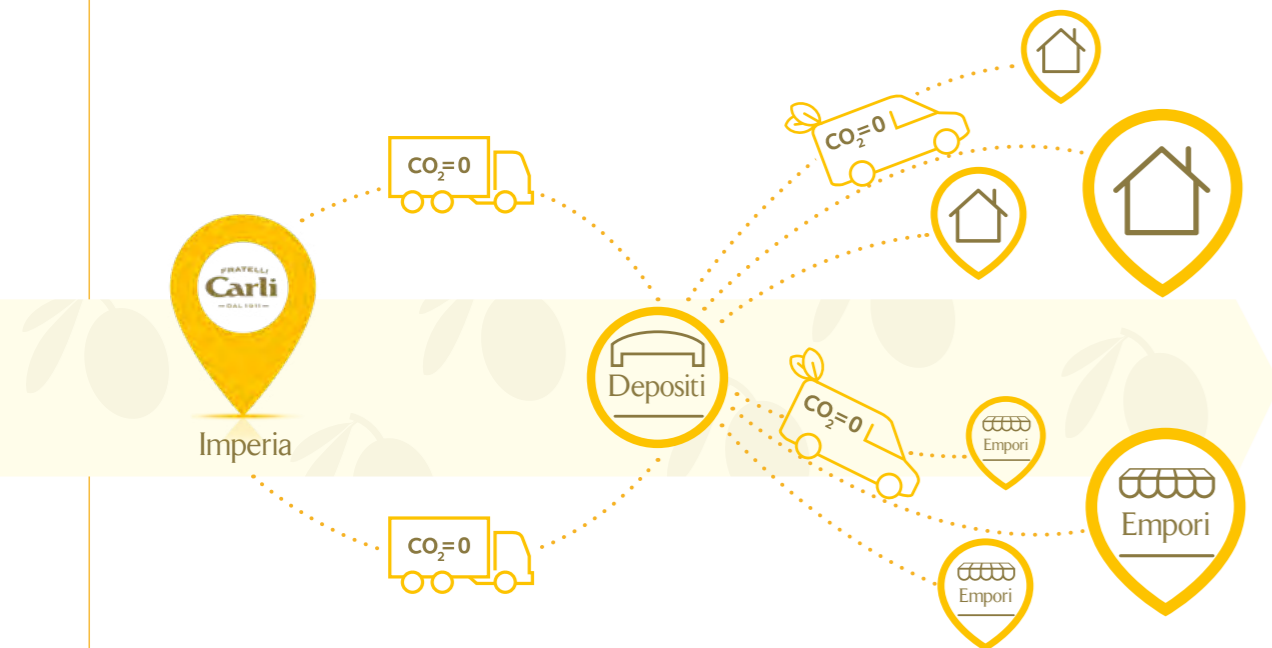 CO₂=0
CO₂=0
FRATELLI
Carli
DAL 1911
Depositi
Imperia
CO₂=0
Empori
Empori
CO₂=0
Empori